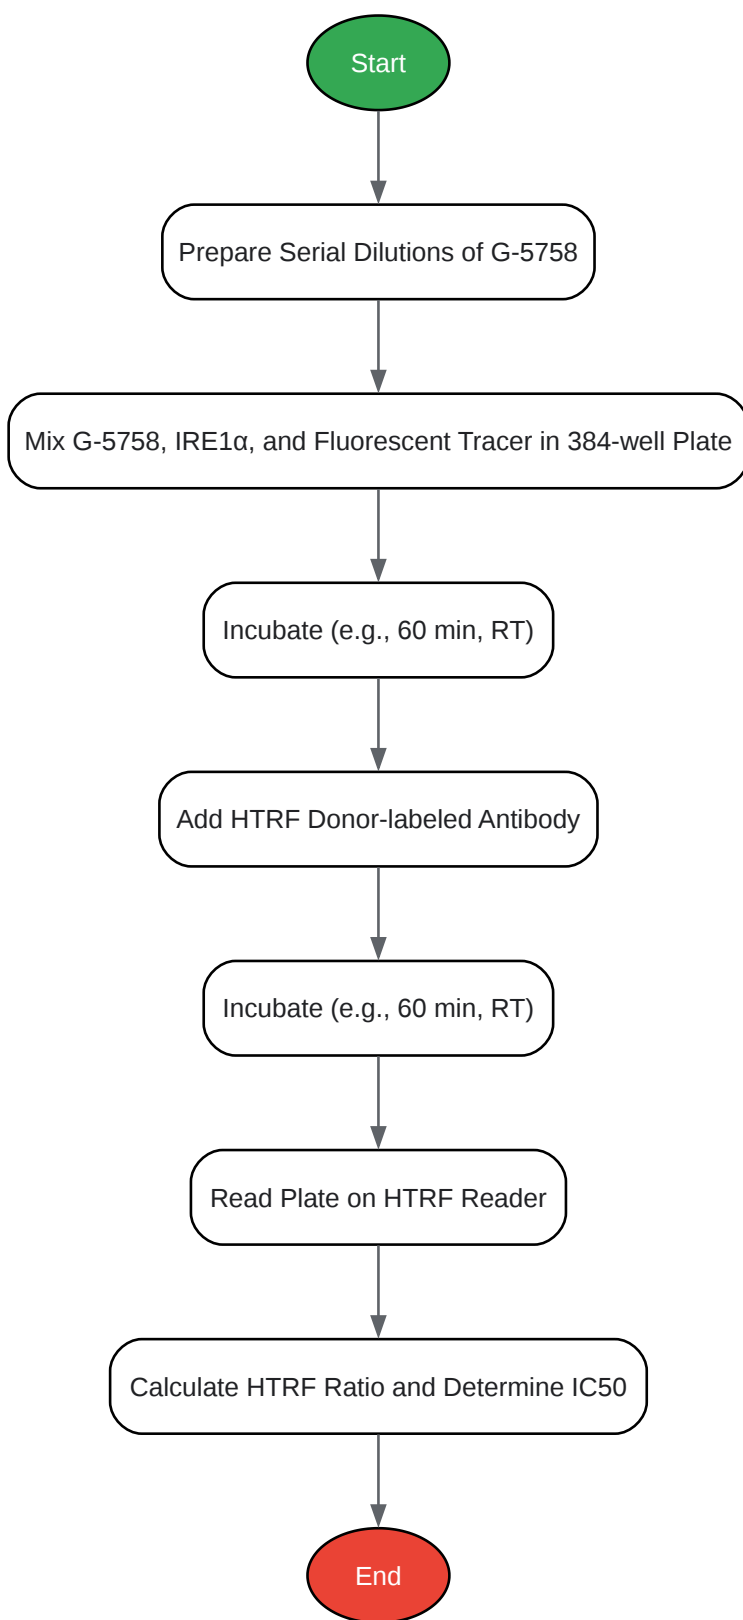 Start
Prepare Serial Dilutions of G-5758
Mix G-5758, IRE1α, and Fluorescent Tracer in 384-well Plate
Incubate (e.g., 60 min, RT)
Add HTRF Donor-labeled Antibody
Incubate (e.g., 60 min, RT)
Read Plate on HTRF Reader
Calculate HTRF Ratio and Determine IC50
End